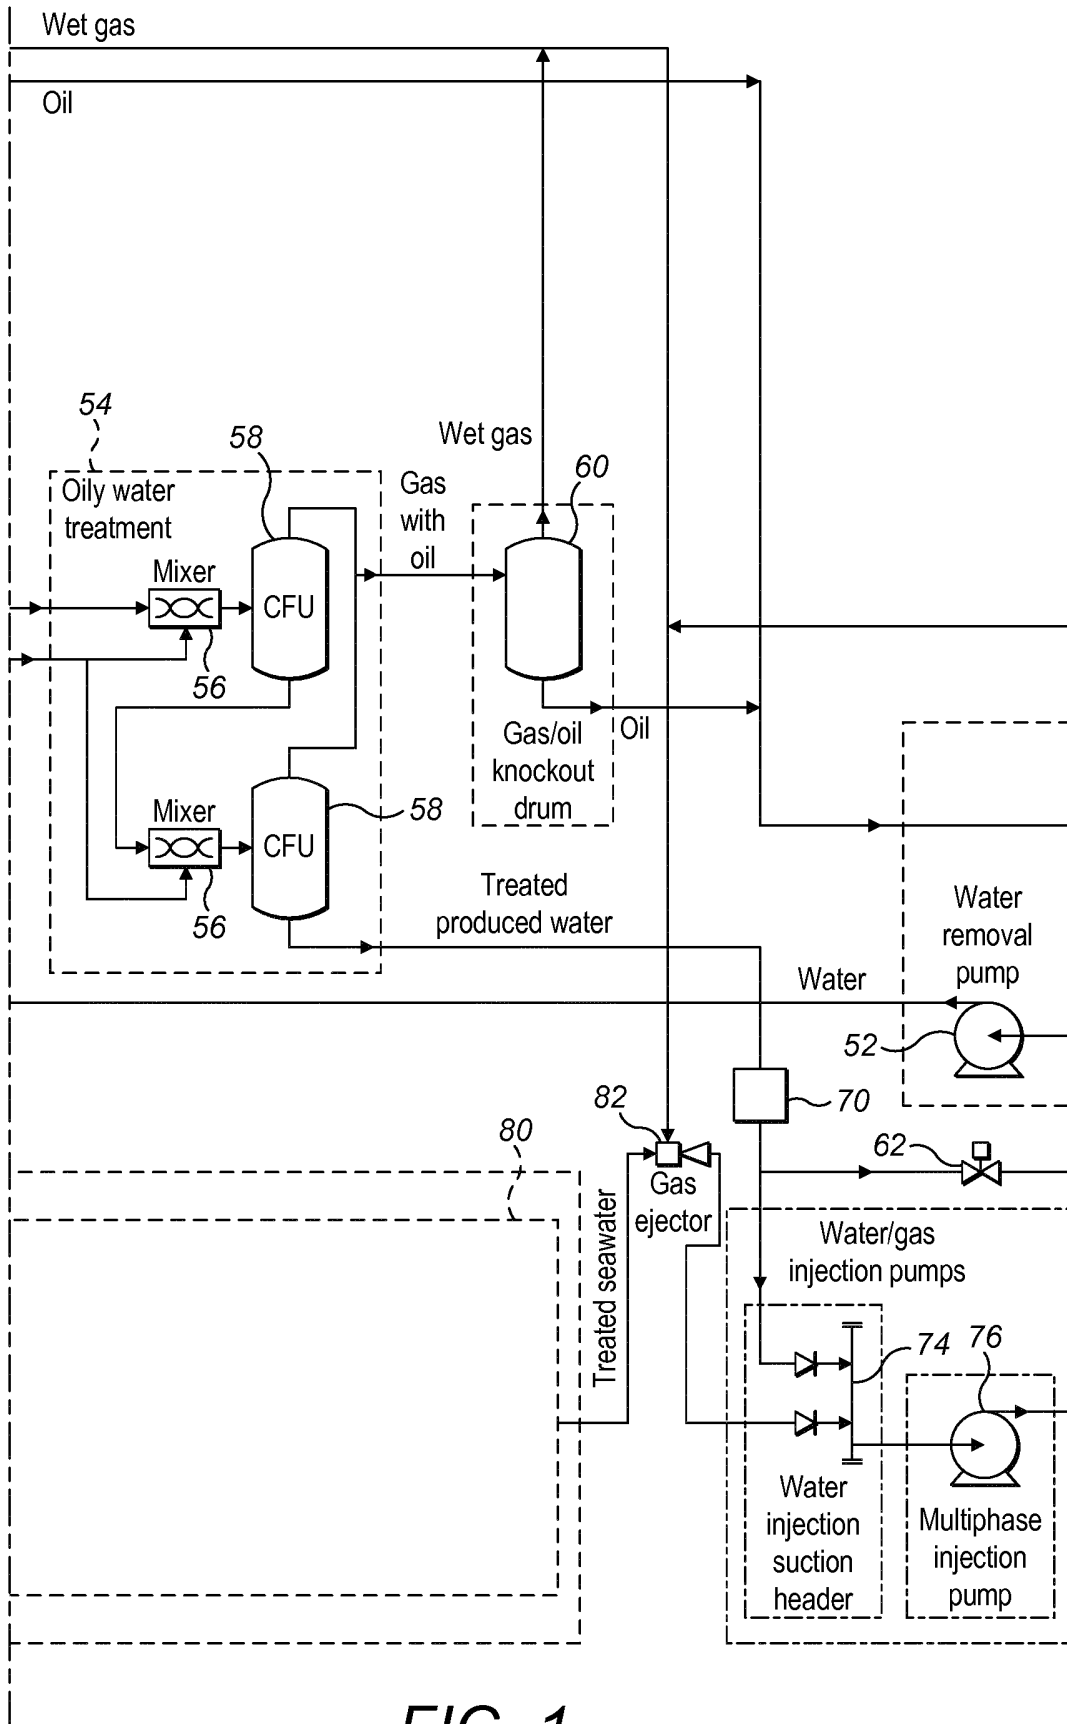 Wet gas
Oil
54
58
Wet gas
60
Oily water
treatment
Gas
with
oil
Mixer
CFU
56
Oil
Gas/oil
knockout
drum
Mixer
58
CFU
56
Treated
produced water
Water
removal
pump
Water
52
82
70
80
62
Gas
ejector
Treated seawater
Water/gas
injection pumps
74
76
Water
injection
suction
header
Multiphase
injection
pump
FIG. 1